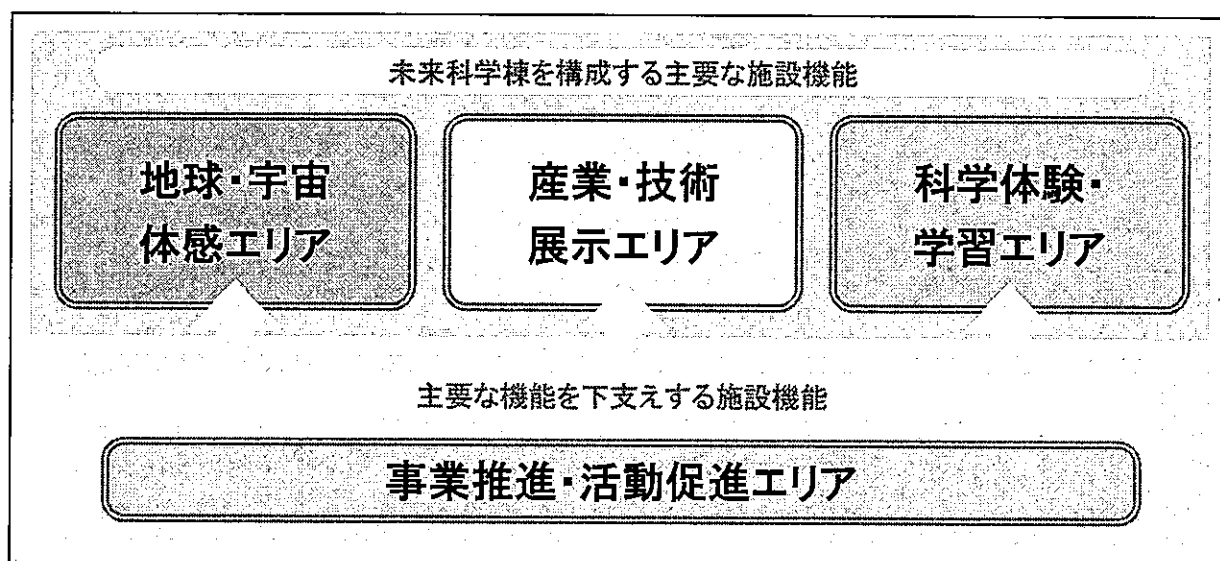 未来科学棟を構成する主要な施設機能
地球・宇宙
体感エリア
産業・技術
展示エリア
科学体験・
学習エリア
主要な機能を下支えする施設機能
事業推進・活動促進エリア